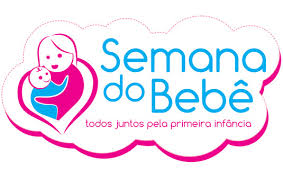 Semana
do Bebê
todos juntos pela primeira infância